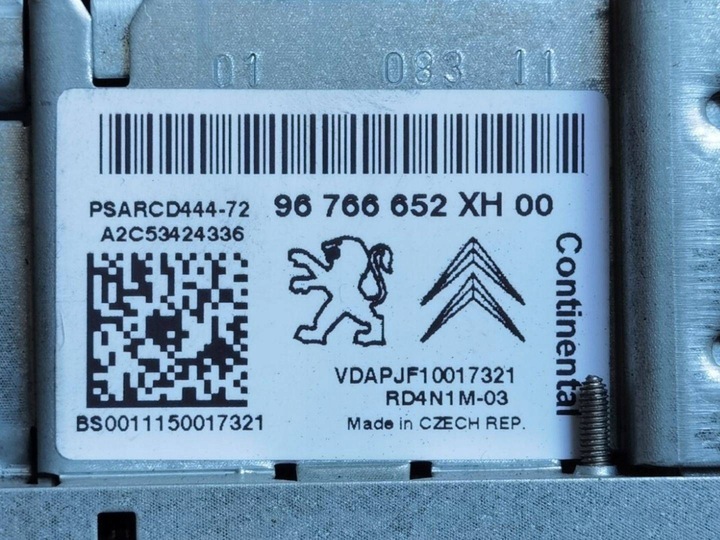 01 083 11
PSARCD444-72 96 766 652 XH 00
A2C53424336
Continental
VDAPJF10017321
RD4N1M-03
BS0011150017321
Made in CZECH REP.